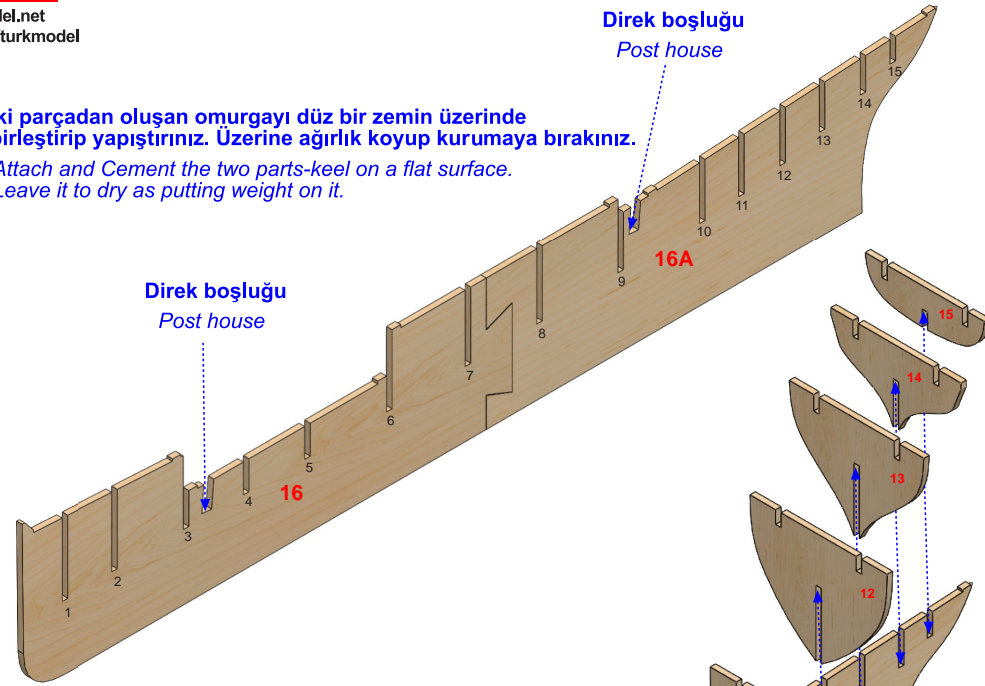 del.net
turkmodel
Direk boşluğu
Post house
ki parçadan oluşan omurgayı düz bir zemin üzerinde
birleştirip yapıştırınız. Üzerine ağırlık koyup kurumaya bırakınız.
Attach and Cement the two parts-keel on a flat surface.
Leave it to dry as putting weight on it.
Direk boşluğu
Post house
16A
16
1
2
3
4
5
6
7
8
9
10
11
12
13
14
15
15
14
13
12